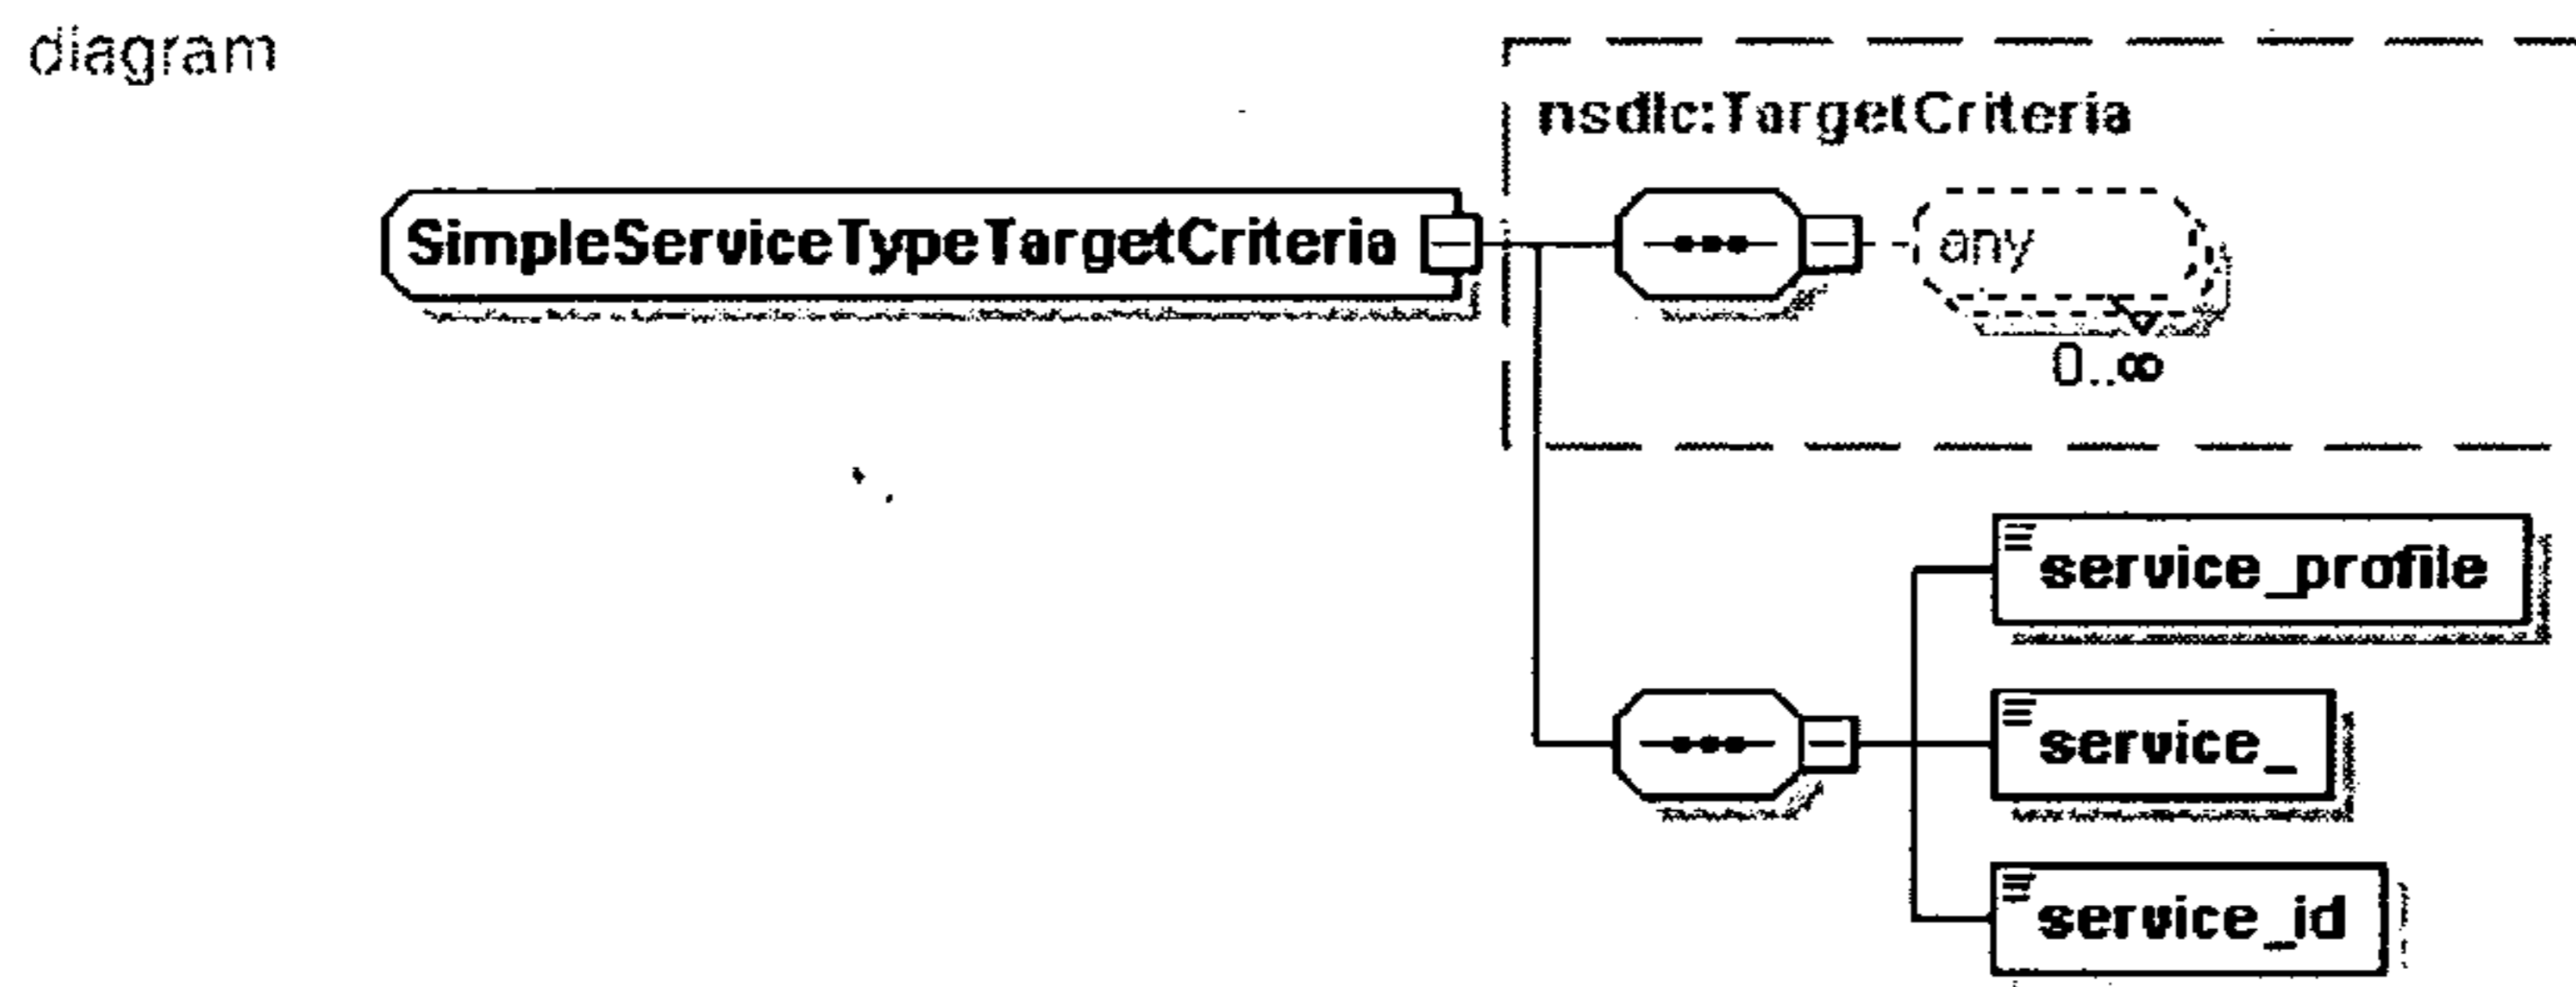 diagram
nsdlc:TargetCriteria
SimpleServiceTypeTargetCriteria
any
0..∞
service_profile
service_
service_id